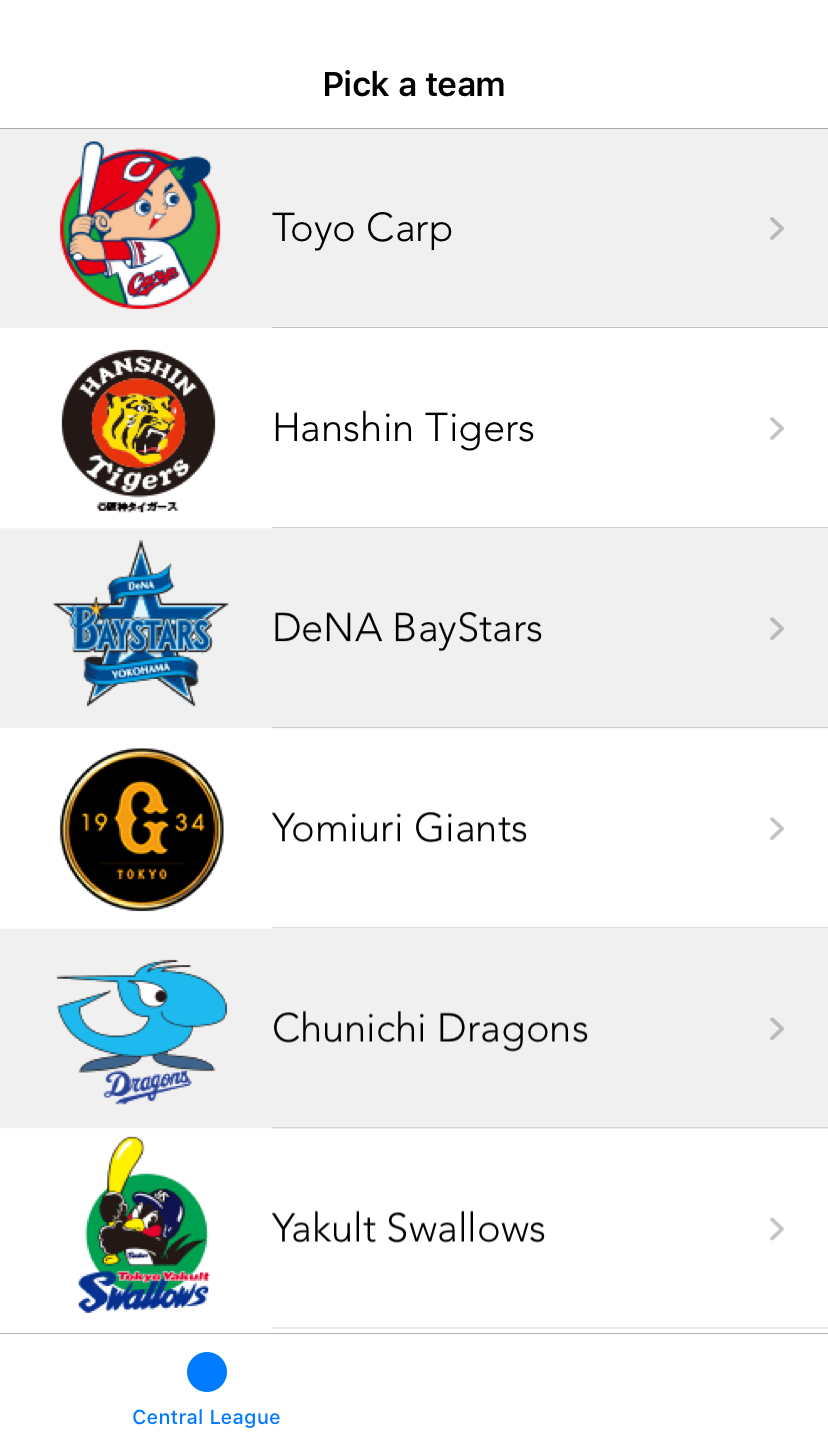 Pick a team
C
Carp
Toyo Carp
HANSHIN
Tigers
©阪神タイガース
Hanshin Tigers
DeNA
BAYSTARS
YOKOHAMA
DeNA BayStars
19 G 34
TOKYO
Yomiuri Giants
Dragons
Chunichi Dragons
Tokyo Yakult
Swallows
Yakult Swallows
Central League